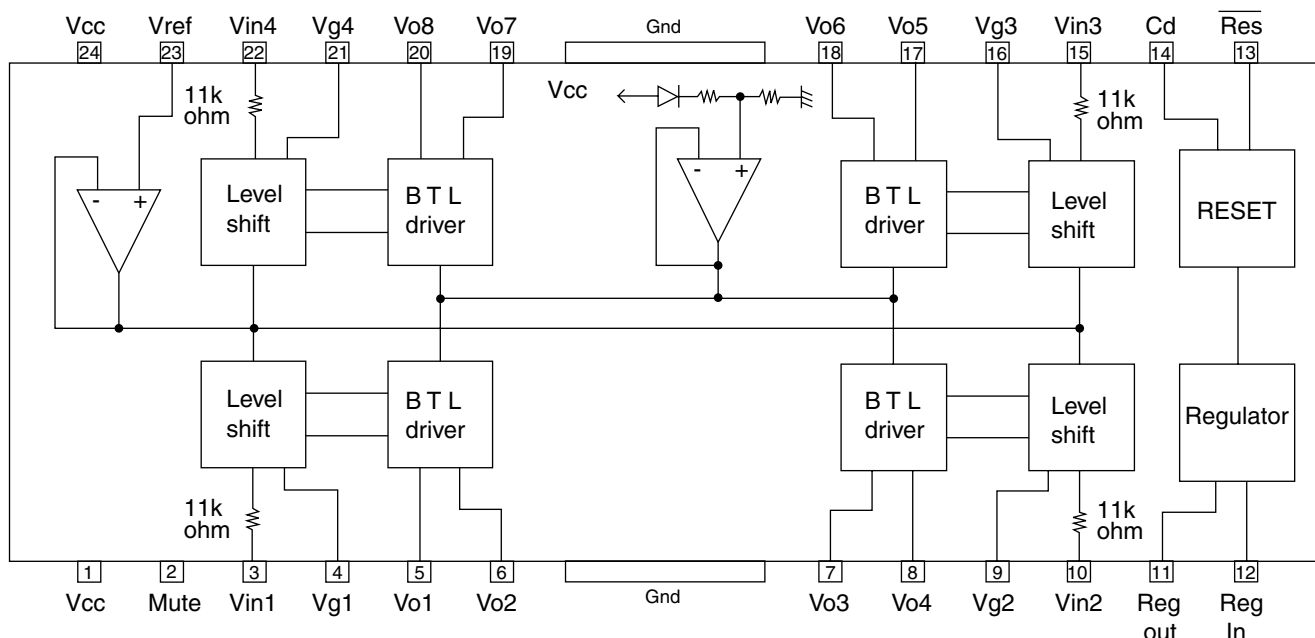 Vcc Vref Vin4 Vg4 Vo8 Vo7 Gnd Vo6 Vo5 Vg3 Vin3 Cd Res
24 23 22 21 20 19 18 17 16 15 14 13
11k
ohm
Vcc
11k
ohm
- +
Level
shift
B T L
driver
- +
B T L
driver
Level
shift
RESET
Level
shift
B T L
driver
B T L
driver
Level
shift
Regulator
11k
ohm
11k
ohm
1 2 3 4 5 6 7 8 9 10 11 12
Vcc Mute Vin1 Vg1 Vo1 Vo2 Gnd Vo3 Vo4 Vg2 Vin2 Reg
out
Reg
In